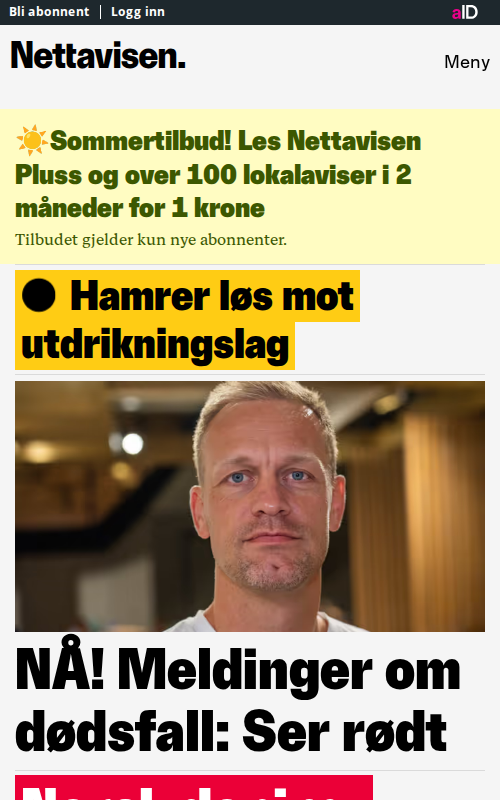 Bli abonnent | Logg inn
aID
Nettavisen.
Meny
☀️Sommertilbud! Les Nettavisen
Pluss og over 100 lokalaviser i 2
måneder for 1 krone
Tilbudet gjelder kun nye abonnenter.
● Hamrer løs mot
utdrikningslag
NÅ! Meldinger om
dødsfall: Ser rødt